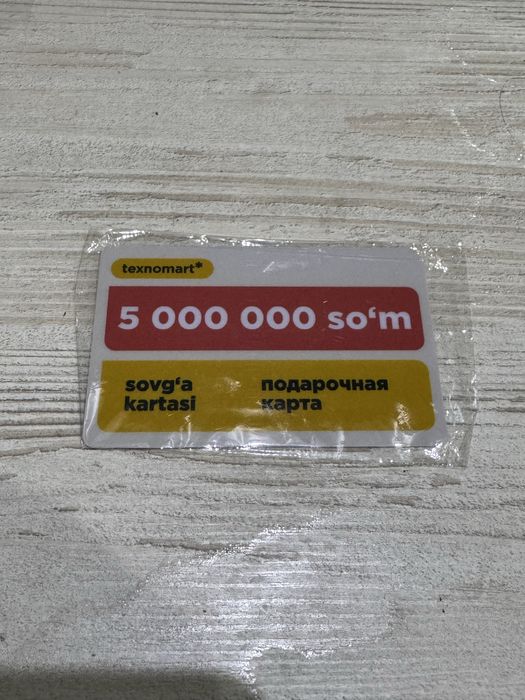 texnomart*
5 000 000 so‘m
sovg‘a
kartasi
подарочная
карта